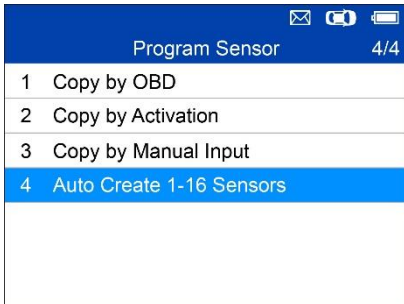 Program Sensor 4/4
1 Copy by OBD
2 Copy by Activation
3 Copy by Manual Input
4 Auto Create 1-16 Sensors